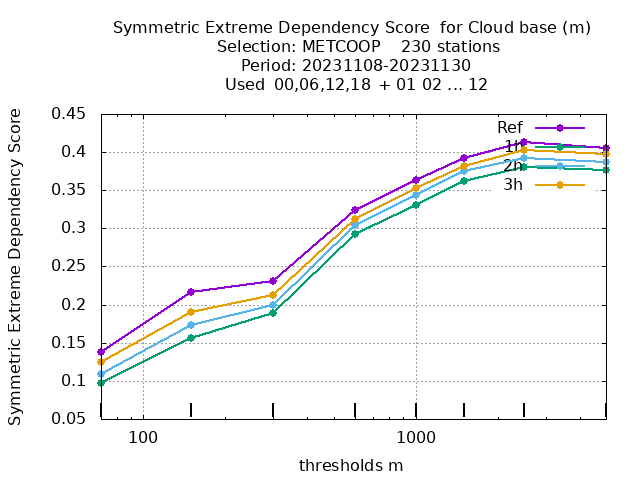 Symmetric Extreme Dependency Score  for Cloud base (m)
Selection: METCOOP    230 stations
Period: 20231108-20231130
Used  00,06,12,18  + 01 02 ... 12
Symmetric Extreme Dependency Score
0.45
0.4
0.35
0.3
0.25
0.2
0.15
0.1
0.05
Ref
1h
2h
3h
100
1000
thresholds m